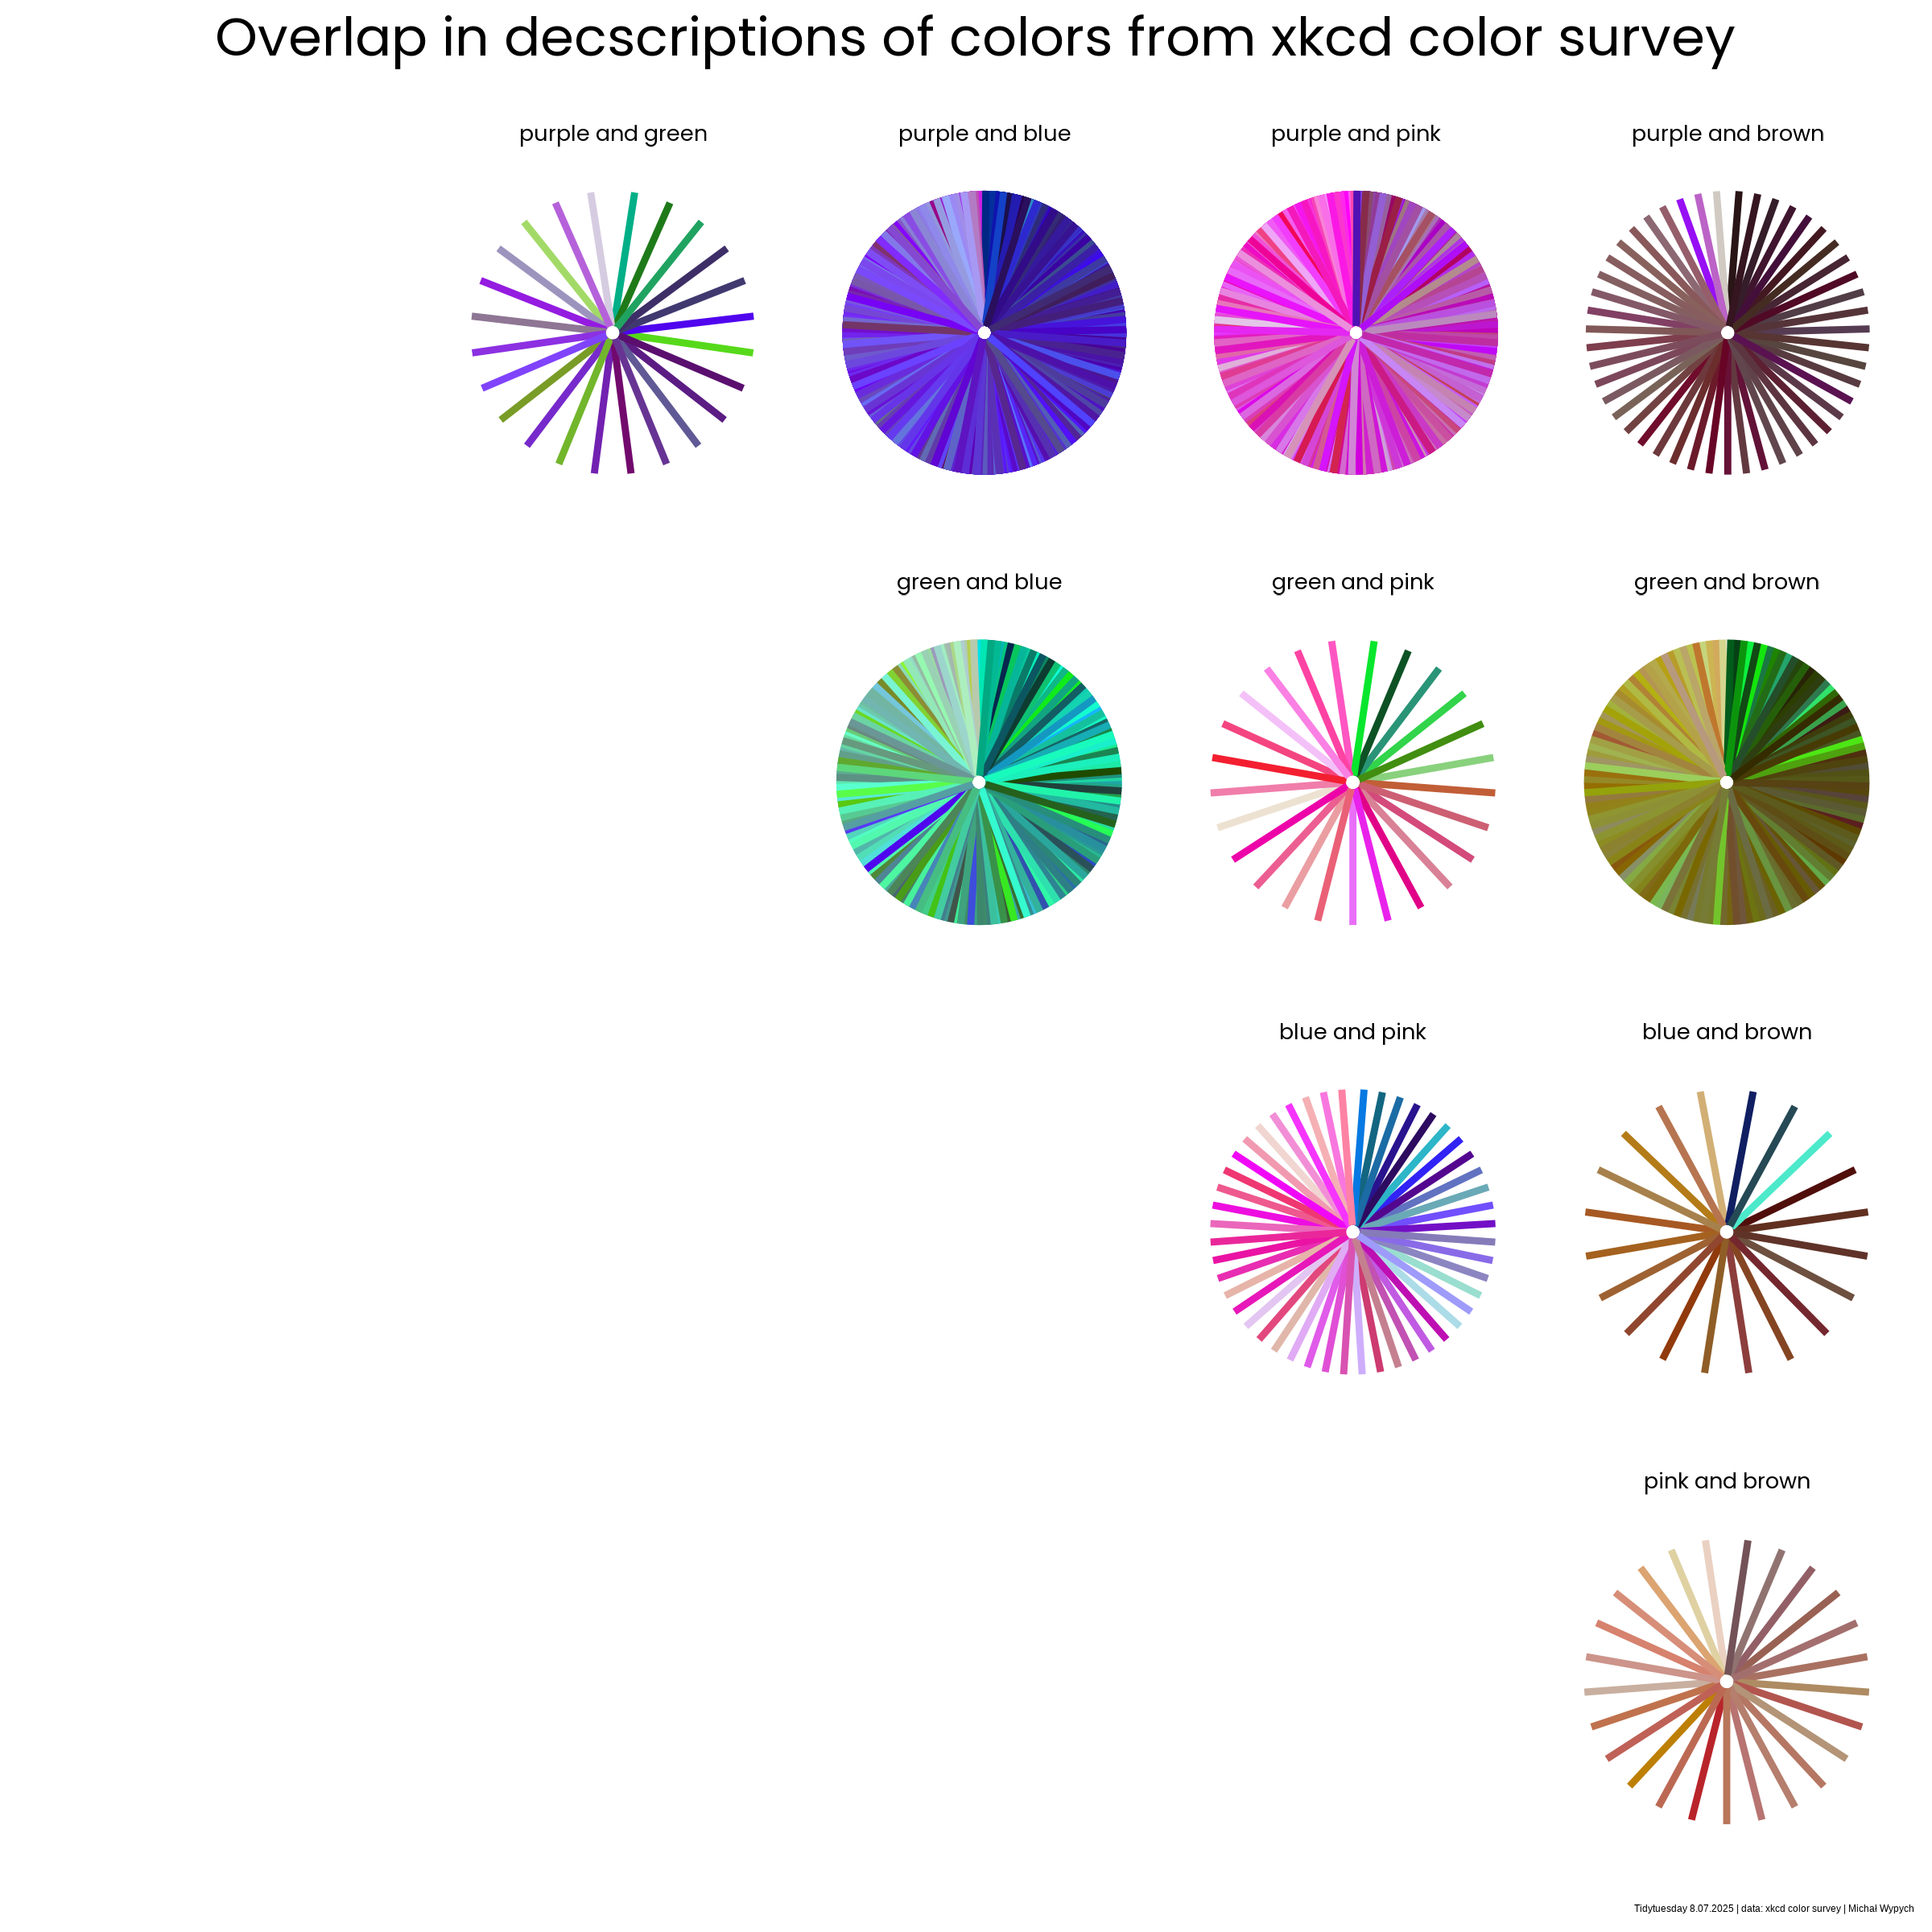 Overlap in decscriptions of colors from xkcd color survey
purple and green
purple and blue
purple and pink
purple and brown
green and blue
green and pink
green and brown
blue and pink
blue and brown
pink and brown
Tidytuesday 8.07.2025 | data: xkcd color survey | Michał Wypych